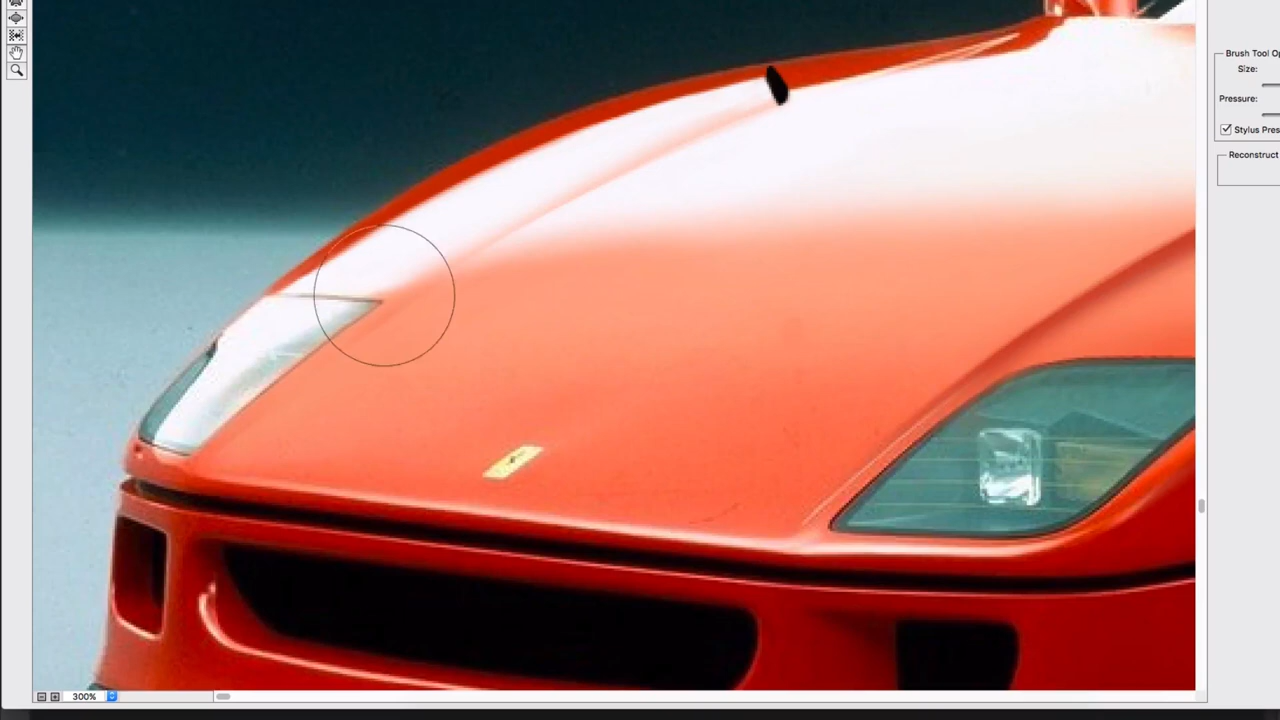 Brush Tool Op
Size:
Pressure:
Stylus Pres
Reconstruct
300%